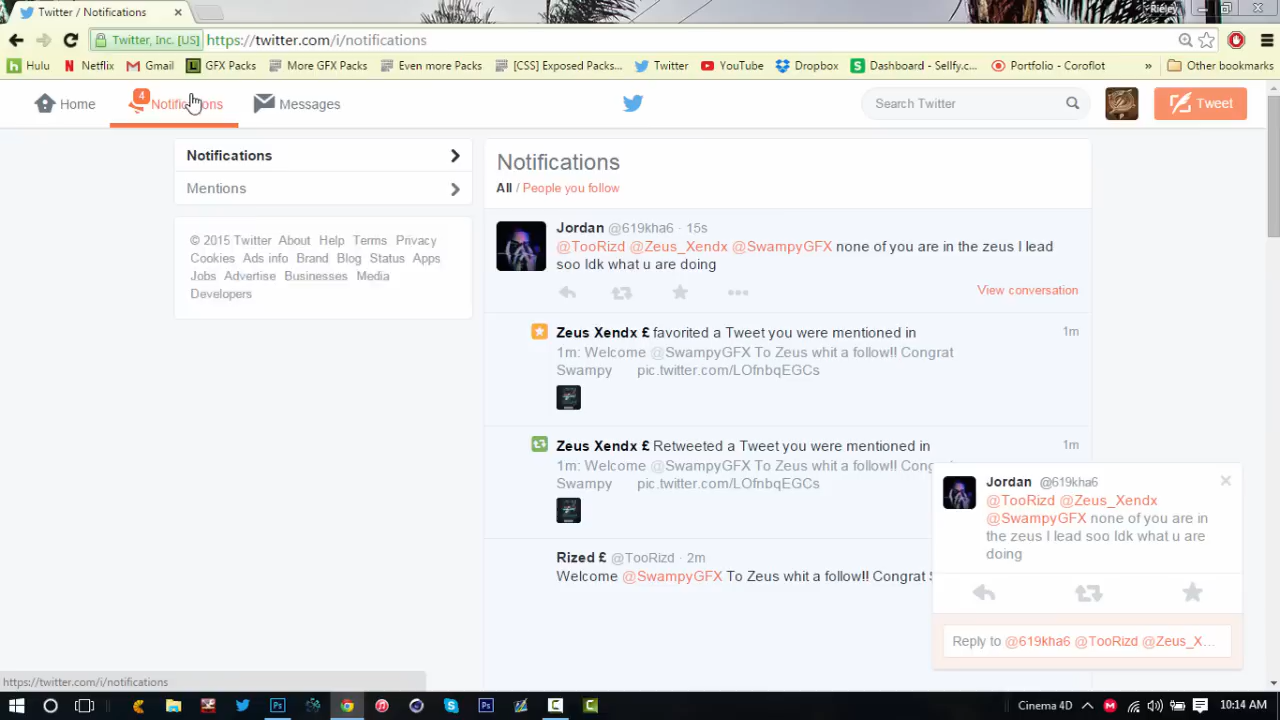 Twitter / Notifications
Rieley
Twitter, Inc. [US]
https://twitter.com/i/notifications
Hulu
Netflix
Gmail
GFX Packs
More GFX Packs
Even more Packs
[CSS] Exposed Packs...
Twitter
YouTube
Dropbox
Dashboard - Sellfy.c...
Portfolio - Coroflot
»
Other bookmarks
Home
4
Notifications
Messages
Search Twitter
Tweet
Notifications
Mentions
© 2015 Twitter About Help Terms Privacy
Cookies Ads info Brand Blog Status Apps
Jobs Advertise Businesses Media
Developers
Notifications
All / People you follow
Jordan @619kha6 · 15s
@TooRizd @Zeus_Xendx @SwampyGFX none of you are in the zeus I lead
soo Idk what u are doing
View conversation
Zeus Xendx £ favorited a Tweet you were mentioned in
1m
1m: Welcome @SwampyGFX To Zeus whit a follow!! Congrat
Swampy pic.twitter.com/LOfnbqEGCs
Zeus Xendx £ Retweeted a Tweet you were mentioned in
1m
1m: Welcome @SwampyGFX To Zeus whit a follow!! Cong
Swampy pic.twitter.com/LOfnbqEGCs
Rized £ @TooRizd · 2m
Welcome @SwampyGFX To Zeus whit a follow!! Congrat S
Jordan @619kha6
@TooRizd @Zeus_Xendx
@SwampyGFX none of you are in
the zeus I lead soo Idk what u are
doing
Reply to @619kha6 @TooRizd @Zeus_X...
https://twitter.com/i/notifications
Cinema 4D
10:14 AM